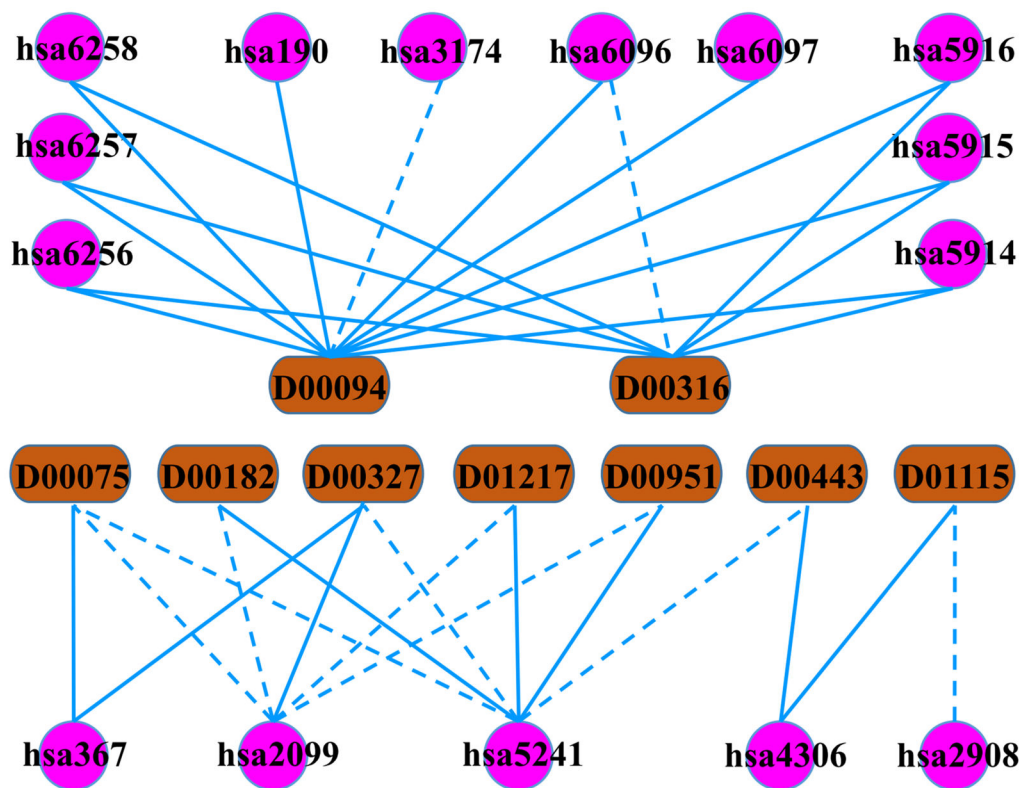 hsa6258 hsa190 hsa3174 hsa6096 hsa6097 hsa5916
hsa6257 hsa5915
hsa6256 hsa5914
D00094 D00316
D00075 D00182 D00327 D01217 D00951 D00443 D01115
hsa367 hsa2099 hsa5241 hsa4306 hsa2908